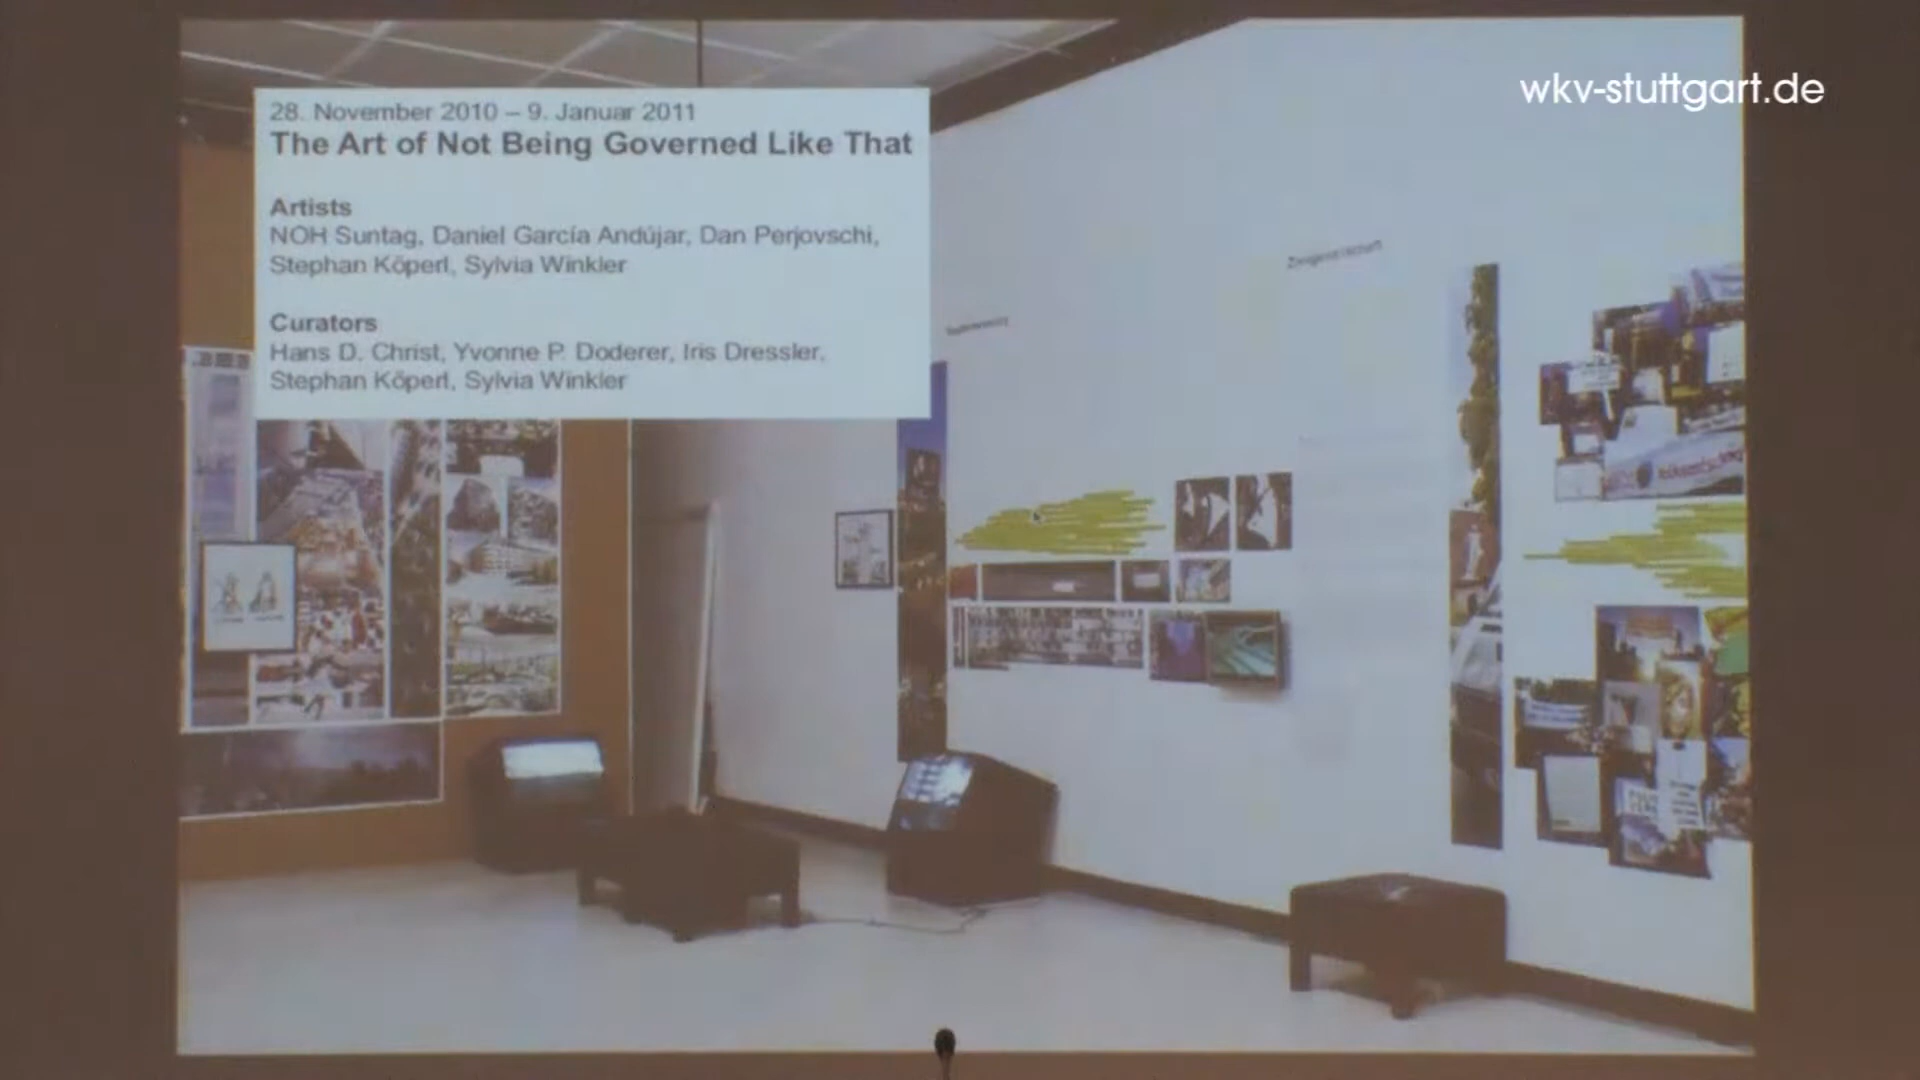 wkv-stuttgart.de
28. November 2010 – 9. Januar 2011
The Art of Not Being Governed Like That
Artists
NOH Suntag, Daniel García Andújar, Dan Perjovschi,
Stephan Köperl, Sylvia Winkler
Curators
Hans D. Christ, Yvonne P. Doderer, Iris Dressler,
Stephan Köperl, Sylvia Winkler